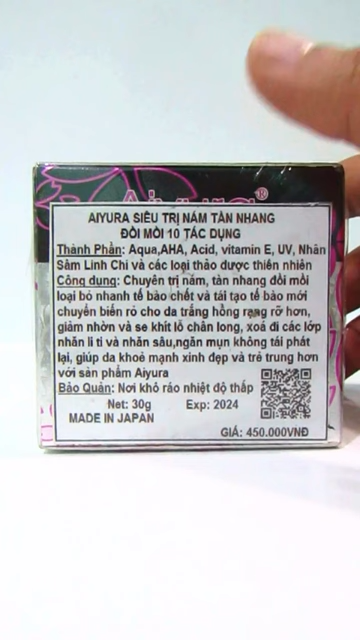 Aiyura®
AIYURA SIÊU TRỊ NÁM TÀN NHANG
ĐỒI MỒI 10 TÁC DỤNG
Thành Phần: Aqua,AHA, Acid, vitamin E, UV, Nhân
Sâm Linh Chi và các loại thảo dược thiên nhiên
Công dụng: Chuyên trị nám, tàn nhang đồi mồi
loại bỏ nhanh tế bào chết và tái tạo tế bào mới
chuyển biến rỏ cho da trắng hồng rạng rỡ hơn,
giảm nhờn và se khít lỗ chân long, xoá đi các lớp
nhăn li ti và nhăn sâu,ngăn mụn không tái phát
lại, giúp da khoẻ mạnh xinh đẹp và trẻ trung hơn
với sản phẩm Aiyura
Bảo Quản: Nơi khô ráo nhiệt độ thấp
Net: 30g Exp: 2024
MADE IN JAPAN
GIÁ: 450.000VNĐ